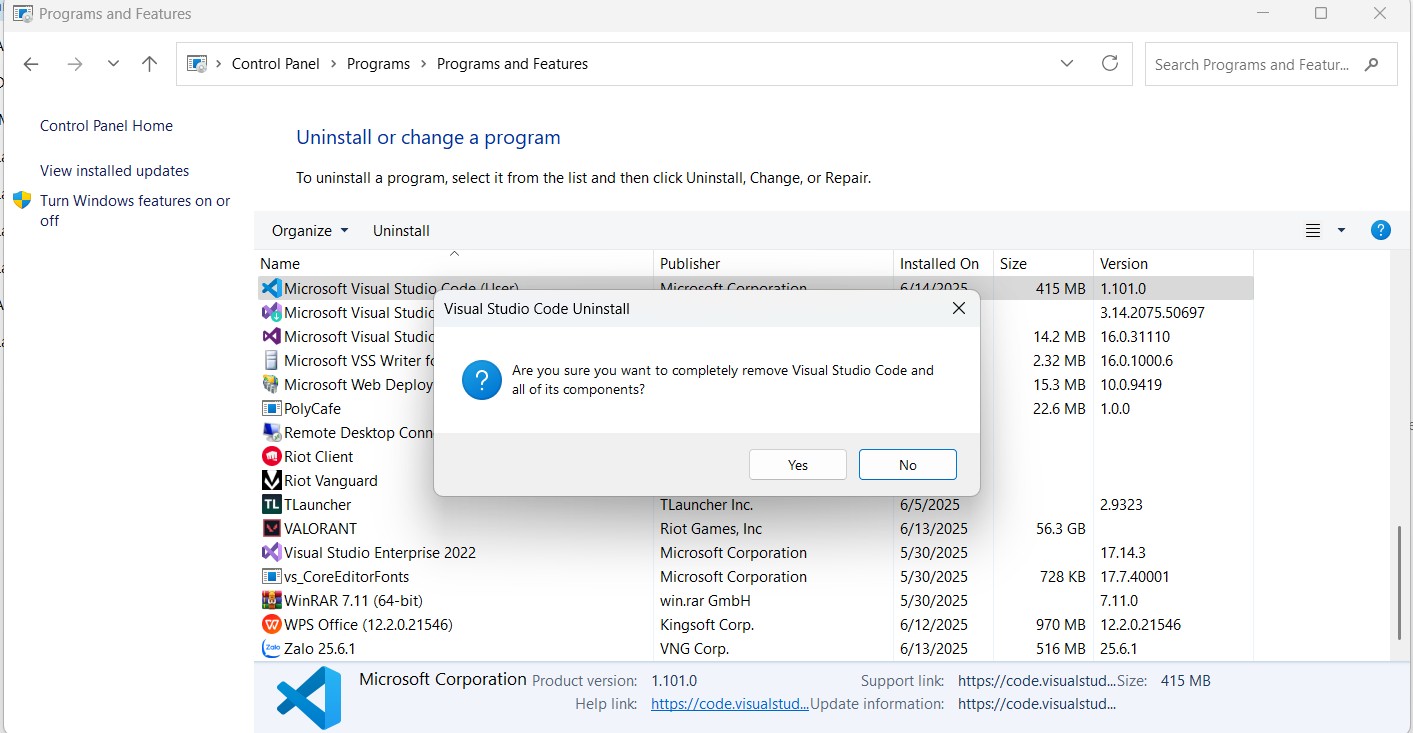 Programs and Features
Control Panel > Programs > Programs and Features
Search Programs and Featur...
Control Panel Home
View installed updates
Turn Windows features on or
off
Uninstall or change a program
To uninstall a program, select it from the list and then click Uninstall, Change, or Repair.
Organize Uninstall
Name Publisher Installed On Size Version
Microsoft Visual Studio Code (User) Microsoft Corporation 6/14/2025 415 MB 1.101.0
Microsoft Visual Studio 3.14.2075.50697
Microsoft Visual Studio 14.2 MB 16.0.31110
Microsoft VSS Writer fo 2.32 MB 16.0.1000.6
Microsoft Web Deploy 15.3 MB 10.0.9419
PolyCafe 22.6 MB 1.0.0
Remote Desktop Conn
Riot Client
Riot Vanguard
TLauncher TLauncher Inc. 6/5/2025 2.9323
VALORANT Riot Games, Inc 6/13/2025 56.3 GB
Visual Studio Enterprise 2022 Microsoft Corporation 5/30/2025 17.14.3
vs_CoreEditorFonts Microsoft Corporation 5/30/2025 728 KB 17.7.40001
WinRAR 7.11 (64-bit) win.rar GmbH 5/30/2025 7.11.0
WPS Office (12.2.0.21546) Kingsoft Corp. 6/12/2025 970 MB 12.2.0.21546
Zalo 25.6.1 VNG Corp. 6/13/2025 516 MB 25.6.1
Visual Studio Code Uninstall
Are you sure you want to completely remove Visual Studio Code and
all of its components?
Yes No
Microsoft Corporation Product version: 1.101.0 Support link: https://code.visualstud... Size: 415 MB
Help link: https://code.visualstud... Update information: https://code.visualstud...